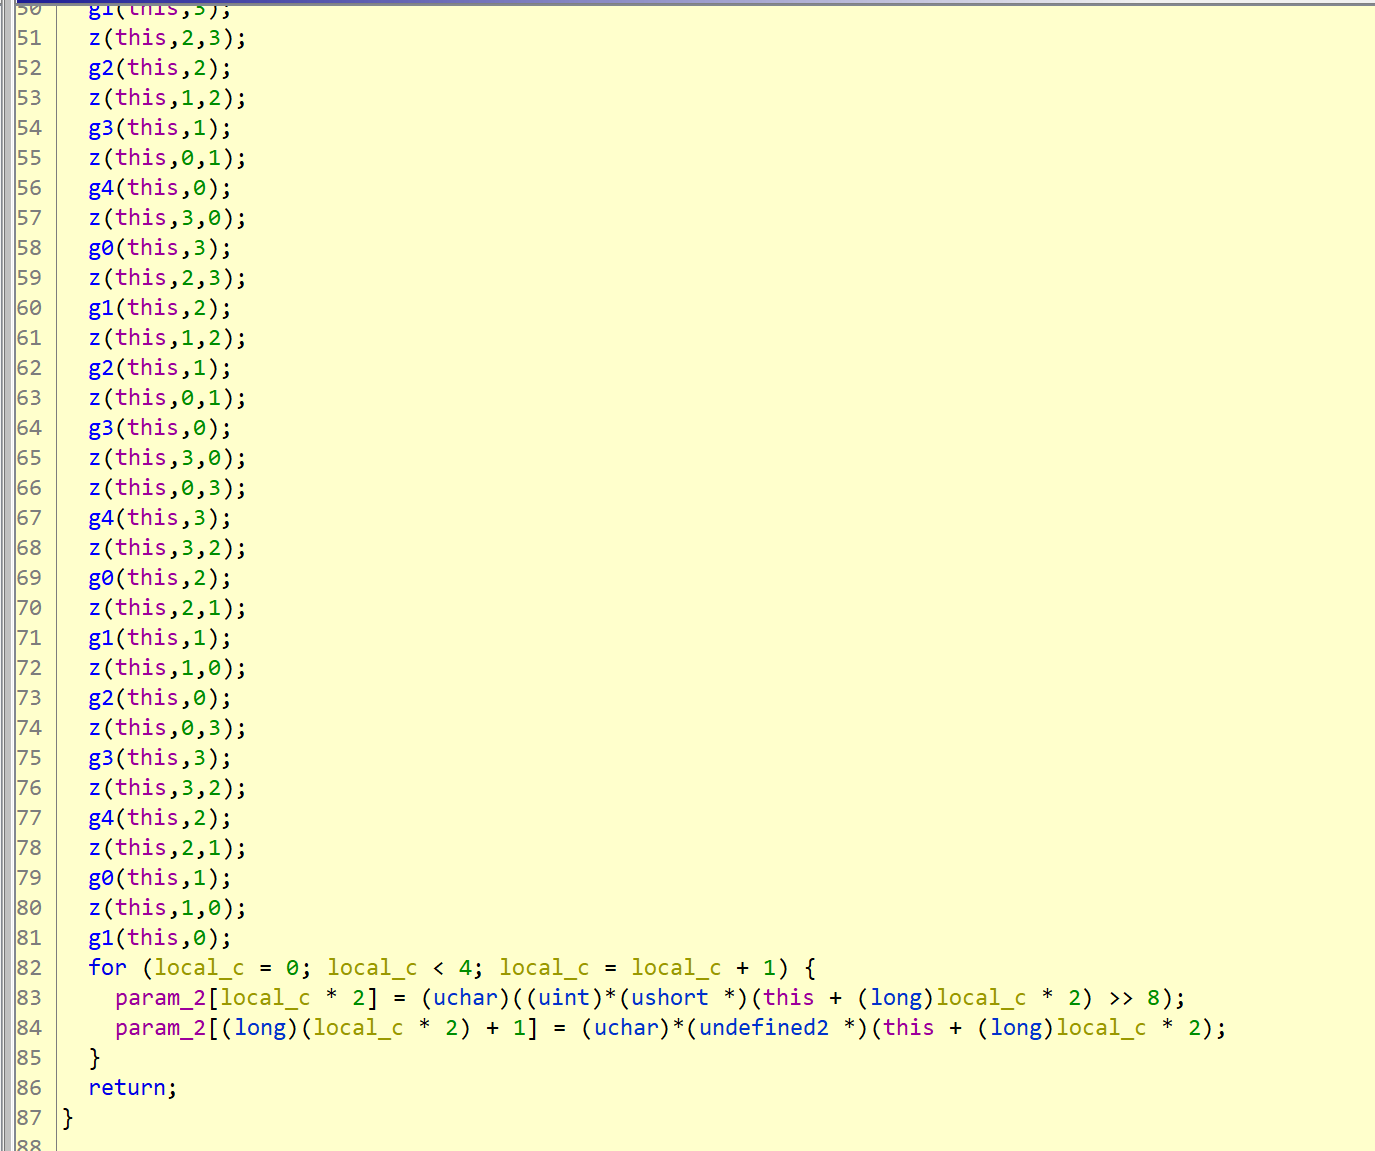 50 g1(this,3);
51 z(this,2,3);
52 g2(this,2);
53 z(this,1,2);
54 g3(this,1);
55 z(this,0,1);
56 g4(this,0);
57 z(this,3,0);
58 g0(this,3);
59 z(this,2,3);
60 g1(this,2);
61 z(this,1,2);
62 g2(this,1);
63 z(this,0,1);
64 g3(this,0);
65 z(this,3,0);
66 z(this,0,3);
67 g4(this,3);
68 z(this,3,2);
69 g0(this,2);
70 z(this,2,1);
71 g1(this,1);
72 z(this,1,0);
73 g2(this,0);
74 z(this,0,3);
75 g3(this,3);
76 z(this,3,2);
77 g4(this,2);
78 z(this,2,1);
79 g0(this,1);
80 z(this,1,0);
81 g1(this,0);
82 for (local_c = 0; local_c < 4; local_c = local_c + 1) {
83 param_2[local_c * 2] = (uchar)((uint)*(ushort *)(this + (long)local_c * 2) >> 8);
84 param_2[(long)(local_c * 2) + 1] = (uchar)*(undefined2 *)(this + (long)local_c * 2);
85 }
86 return;
87 }
88